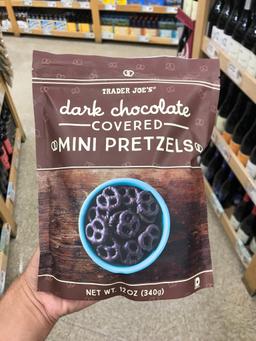 TRADER JOE'S
dark chocolate
COVERED
MINI PRETZELS
NET WT. 12 OZ (340g)